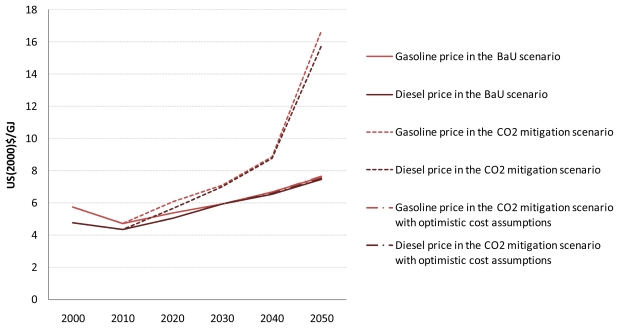 18
16
14
12
10
8
6
4
2
0
US(2000)$/GJ
2000 2010 2020 2030 2040 2050
Gasoline price in the BaU scenario
Diesel price in the BaU scenario
Gasoline price in the CO2 mitigation scenario
Diesel price in the CO2 mitigation scenario
Gasoline price in the CO2 mitigation scenario
with optimistic cost assumptions
Diesel price in the CO2 mitigation scenario
with optimistic cost assumptions